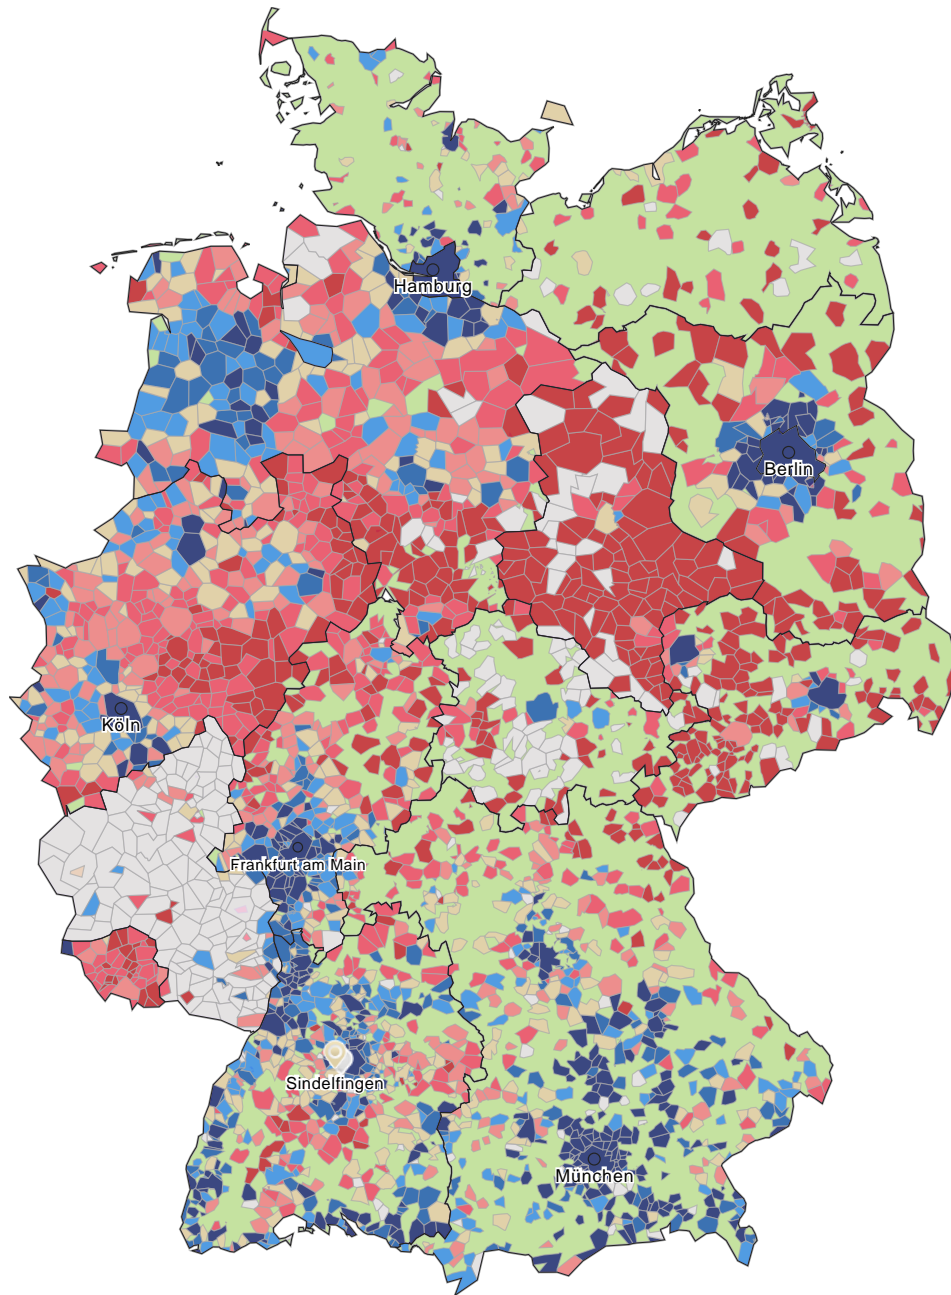 Hamburg
Berlin
Köln
Frankfurt am Main
Sindelfingen
München